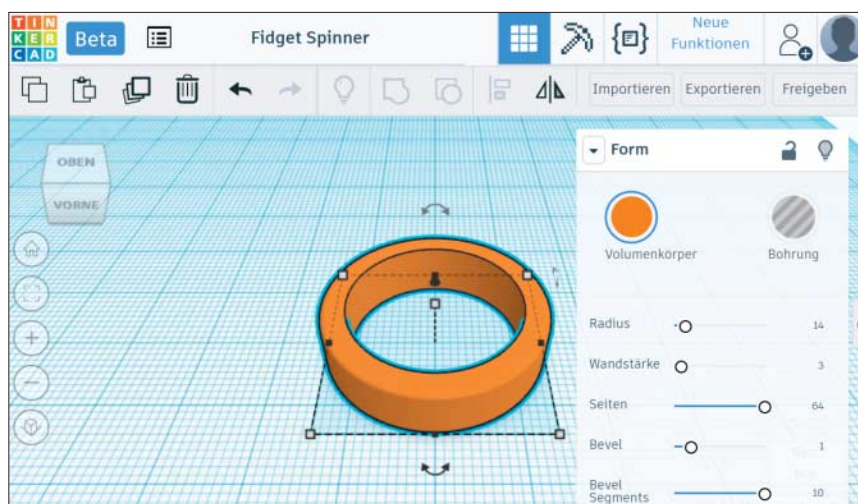 TIN
KER
CAD
Beta
Fidget Spinner
Neue
Funktionen
Importieren
Exportieren
Freigeben
OBEN
VORNE
Form
Volumenkörper
Bohrung
Radius 14
Wandstärke 3
Seiten 64
Bevel 1
Bevel
Segments 10